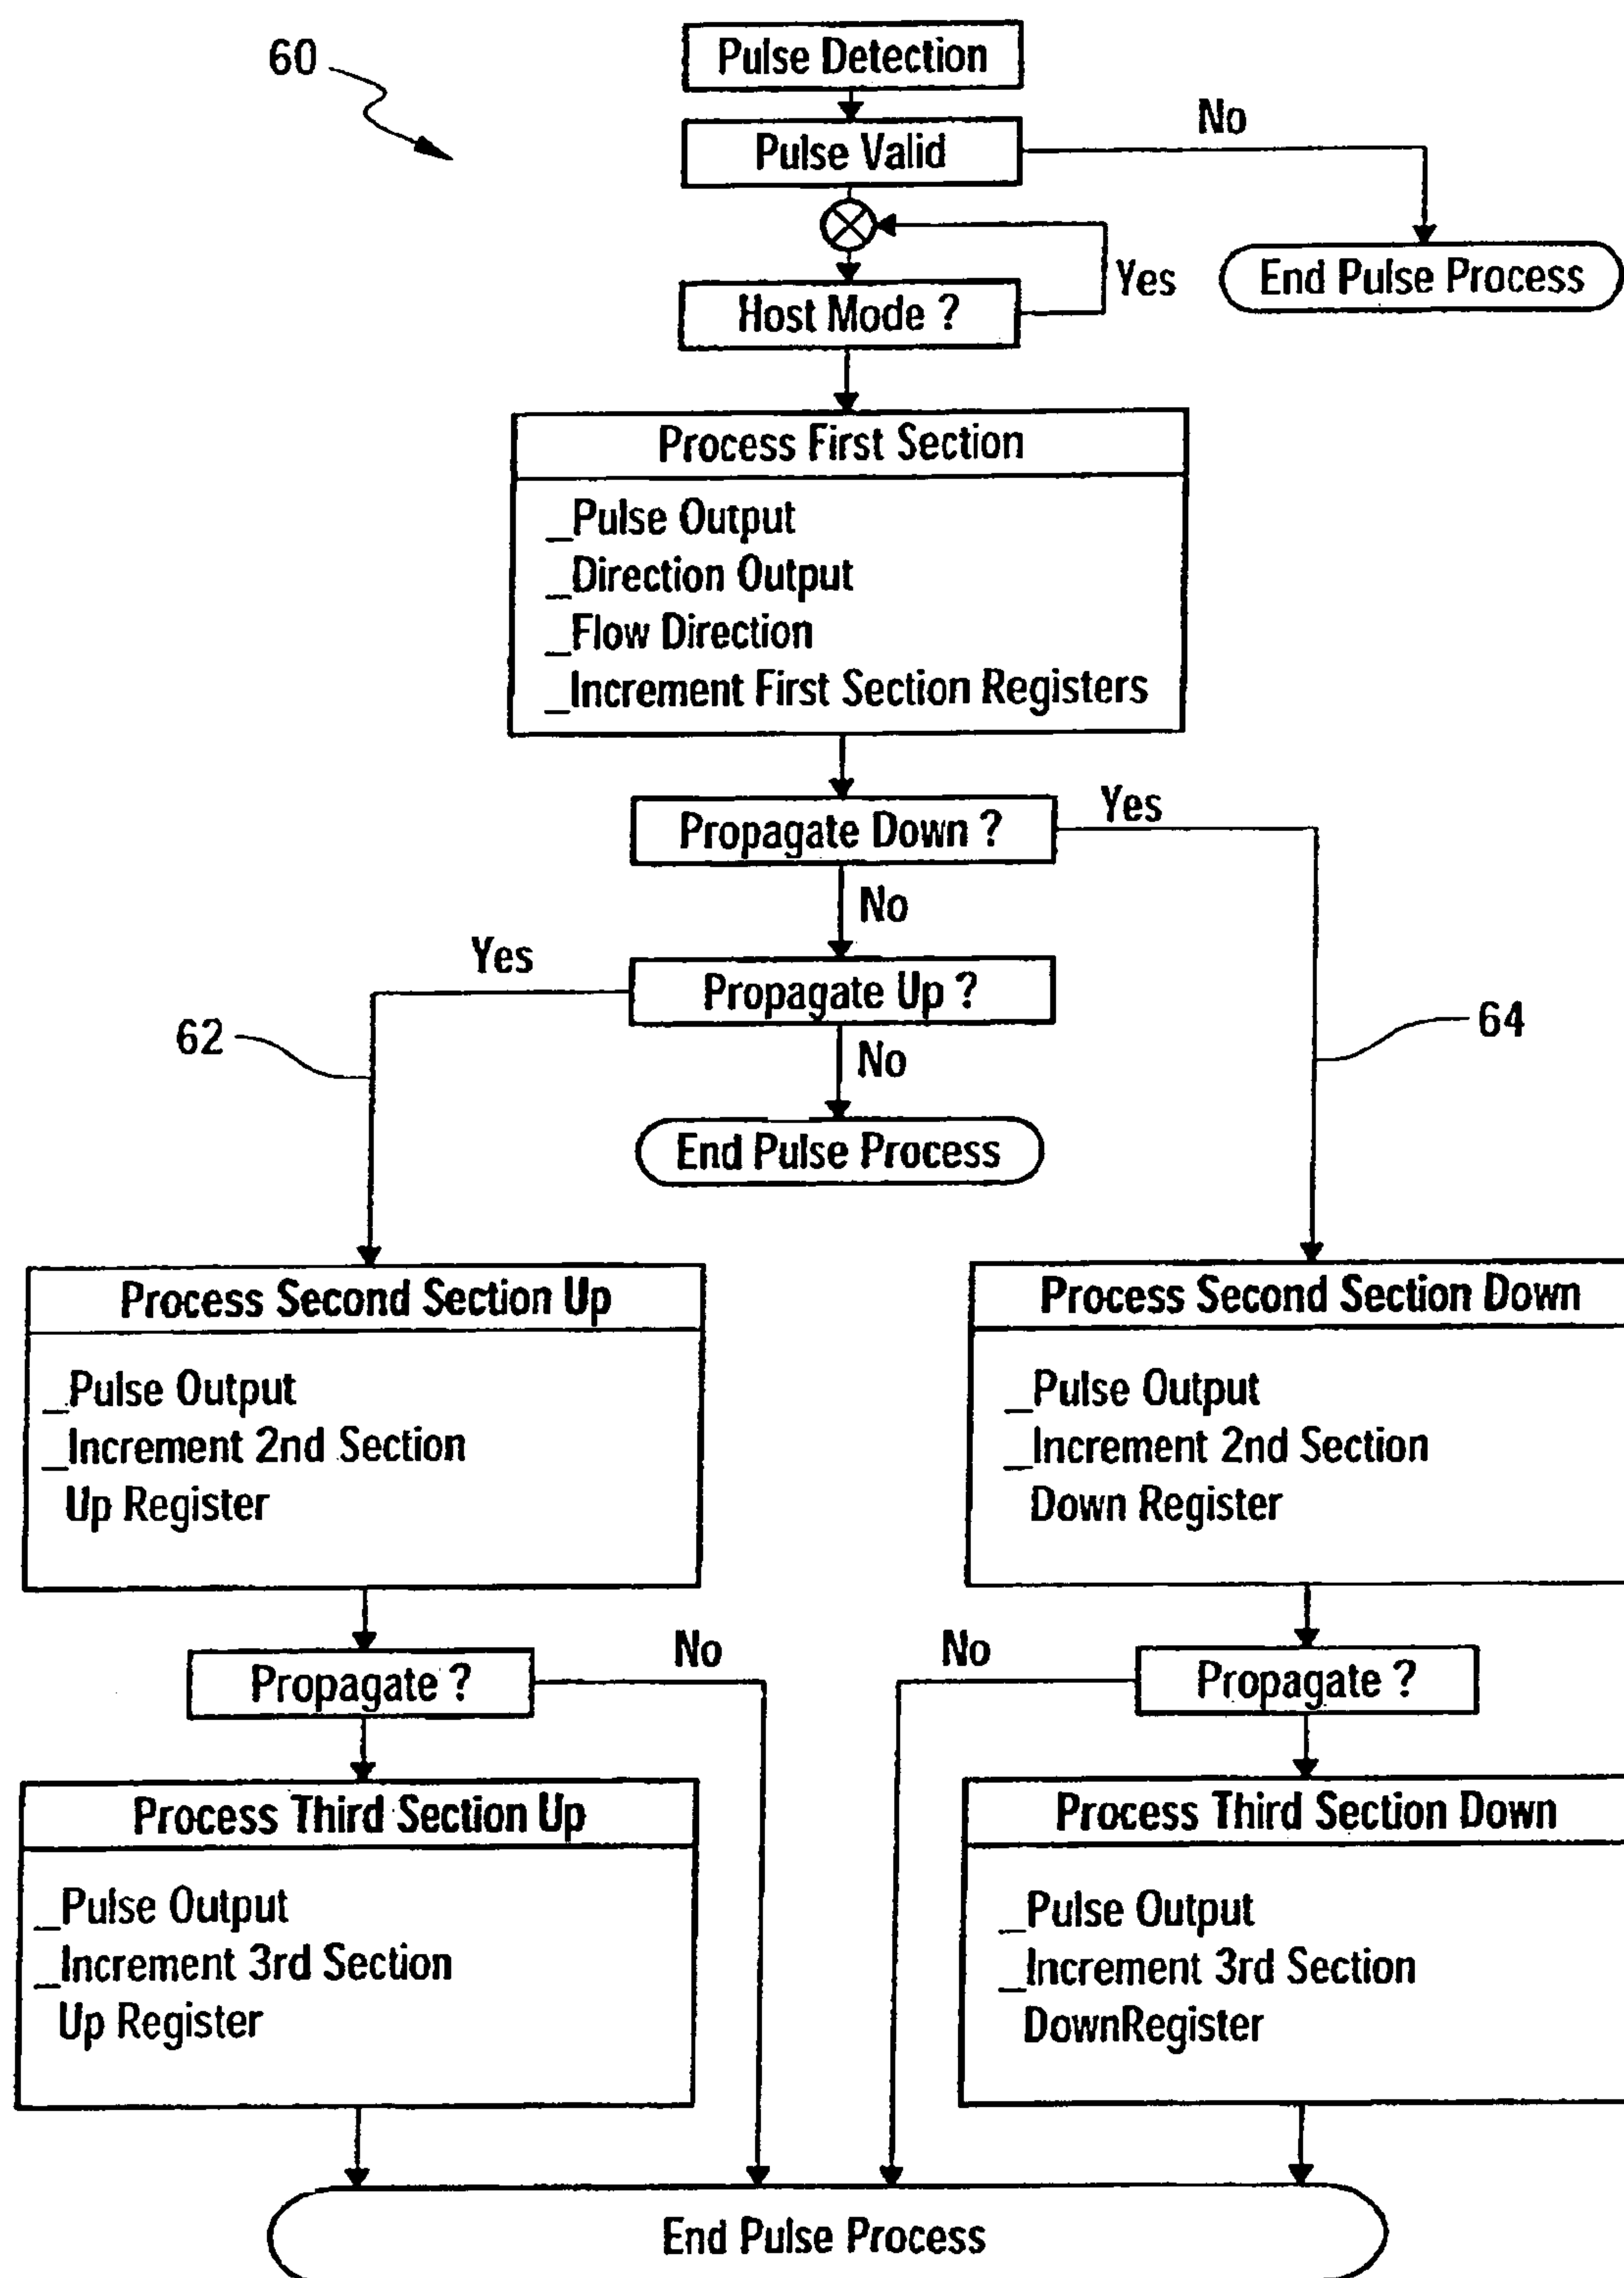 60
Pulse Detection
No
Pulse Valid
Yes
End Pulse Process
Host Mode ?
Process First Section
_Pulse Output
_Direction Output
_Flow Direction
_Increment First Section Registers
Yes
Propagate Down ?
No
Yes
Propagate Up ?
62
64
No
End Pulse Process
Process Second Section Up
_Pulse Output
_Increment 2nd Section
Up Register
Process Second Section Down
_Pulse Output
_Increment 2nd Section
Down Register
No
Propagate ?
No
Propagate ?
Process Third Section Up
_Pulse Output
_Increment 3rd Section
Up Register
Process Third Section Down
_Pulse Output
_Increment 3rd Section
DownRegister
End Pulse Process